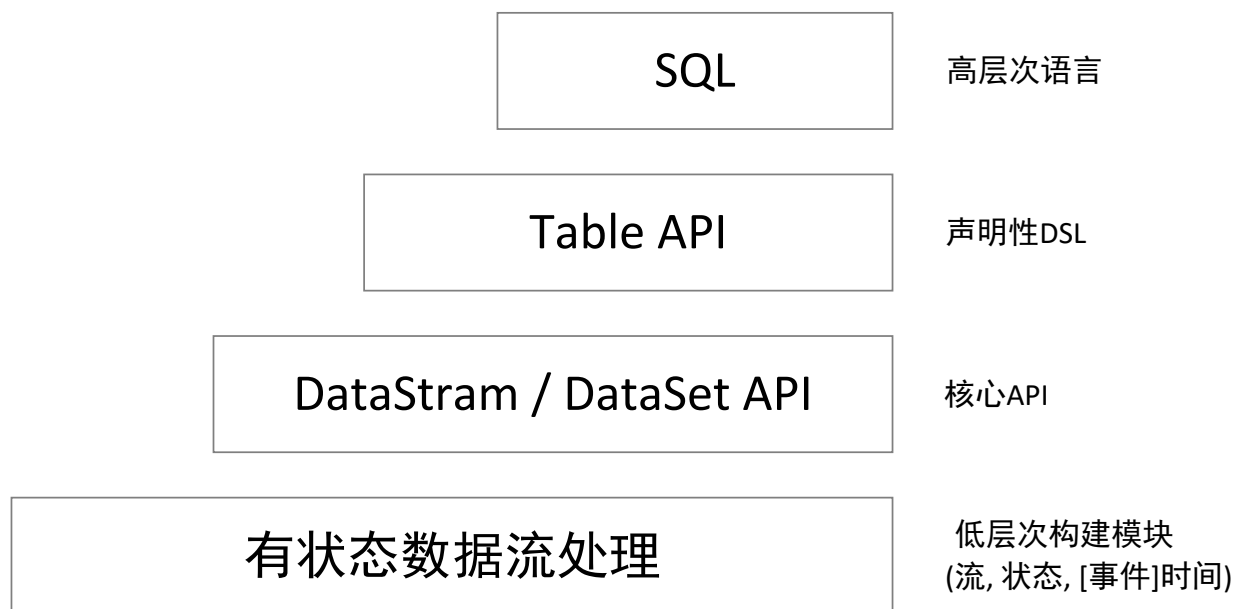 SQL
高层次语言
Table API
声明性DSL
DataStram / DataSet API
核心API
有状态数据流处理
低层次构建模块
(流, 状态, [事件]时间)